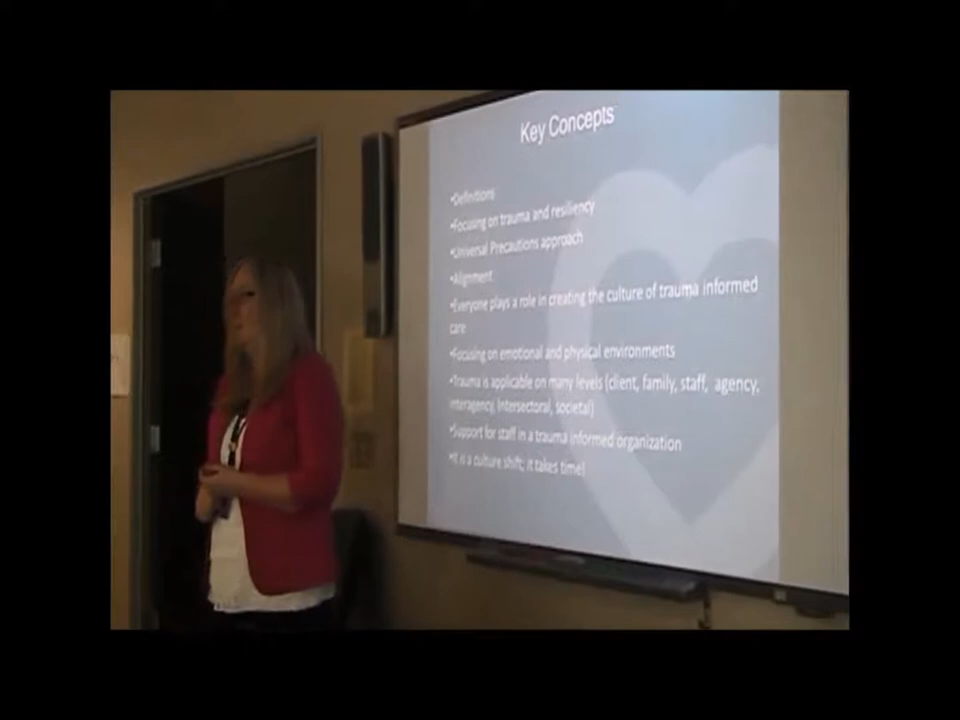 Key Concepts
•Definitions
•Focusing on trauma and resiliency
•Universal Precautions approach
•Alignment
•Everyone plays a role in creating the culture of trauma informed
care
•Focusing on emotional and physical environments
•Trauma is applicable on many levels (client, family, staff, agency,
interagency, intersectoral, societal)
•Support for staff in a trauma informed organization
•It is a culture shift; it takes time!